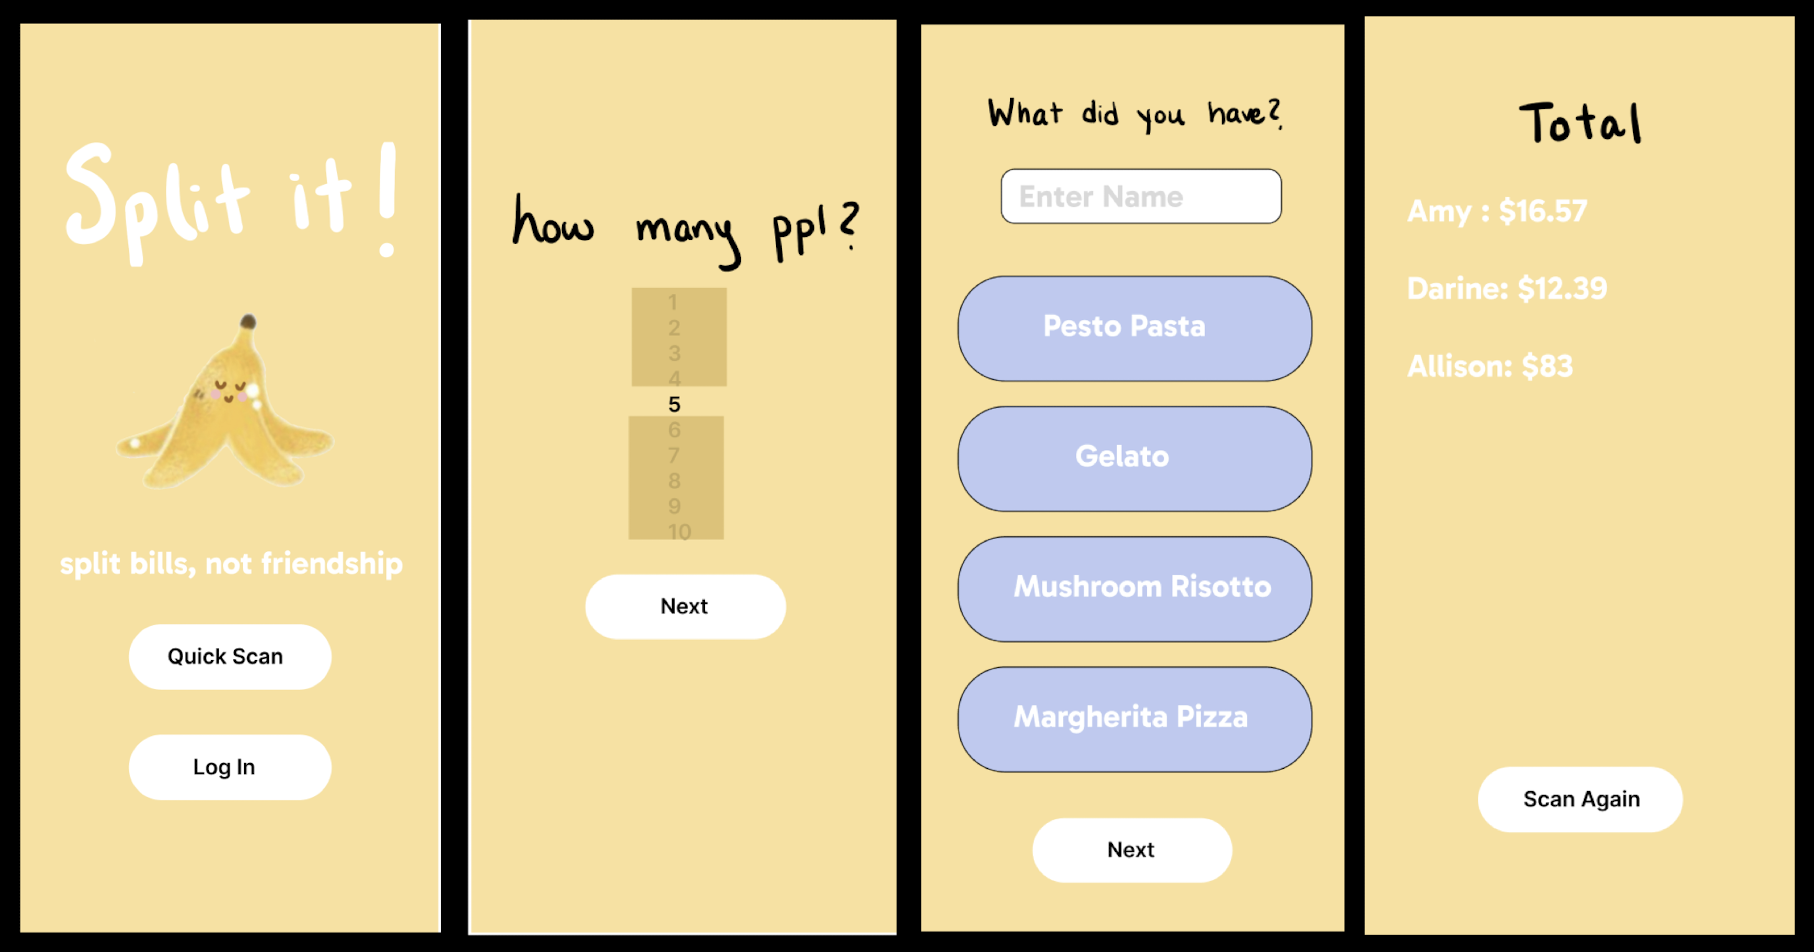 Split it!
split bills, not friendship
Quick Scan
Log In
how many ppl?
1
2
3
4
5
6
7
8
9
10
Next
What did you have?
Enter Name
Pesto Pasta
Gelato
Mushroom Risotto
Margherita Pizza
Next
Total
Amy : $16.57
Darine: $12.39
Allison: $83
Scan Again